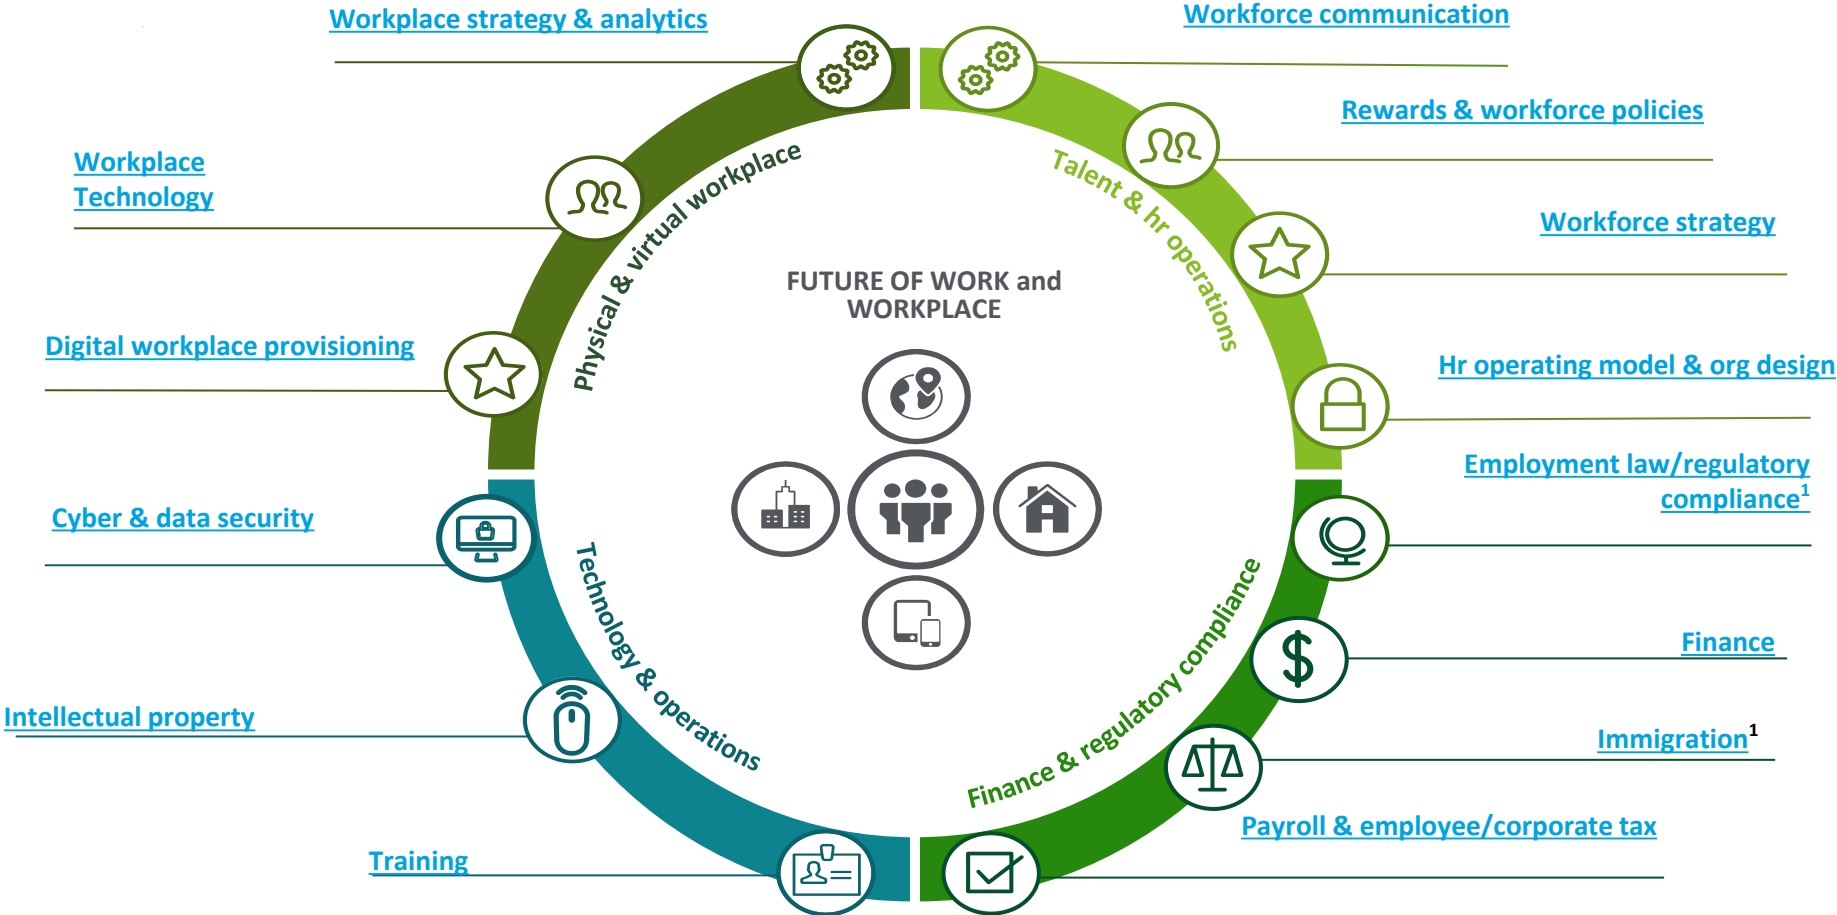 Workplace strategy & analytics
Workforce communication
Rewards & workforce policies
Workplace
Technology
Physical & virtual workplace
Talent & hr operations
Workforce strategy
FUTURE OF WORK and
WORKPLACE
Digital workplace provisioning
Hr operating model & org design
Employment law/regulatory
compliance¹
Cyber & data security
Technology & operations
Finance & regulatory compliance
Finance
Intellectual property
Immigration¹
Payroll & employee/corporate tax
Training
$